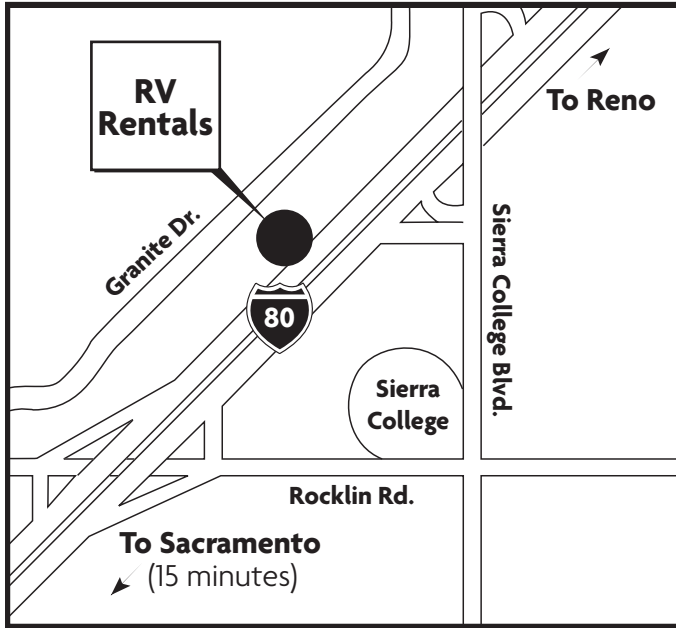 RV
Rentals
To Reno
Granite Dr.
Sierra College Blvd.
80
Sierra
College
Rocklin Rd.
To Sacramento
(15 minutes)